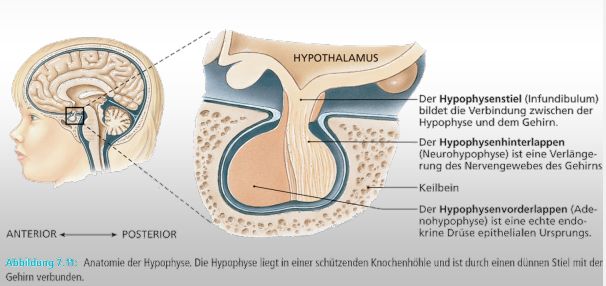 HYPOTHALAMUS
Der Hypophysenstiel (Infundibulum)
bildet die Verbindung zwischen der
Hypophyse und dem Gehirn.
Der Hypophysenhinterlappen
(Neurohypophyse) ist eine Verlänge-
rung des Nervengewebes des Gehirns
Keilbein
Der Hypophysenvorderlappen (Ade-
nohypophyse) ist eine echte endo-
krine Drüse epithelialen Ursprungs.
ANTERIOR POSTERIOR
Abbildung 7.11: Anatomie der Hypophyse. Die Hypophyse liegt in einer schützenden Knochenhöhle und ist durch einen dünnen Stiel mit der
Gehirn verbunden.